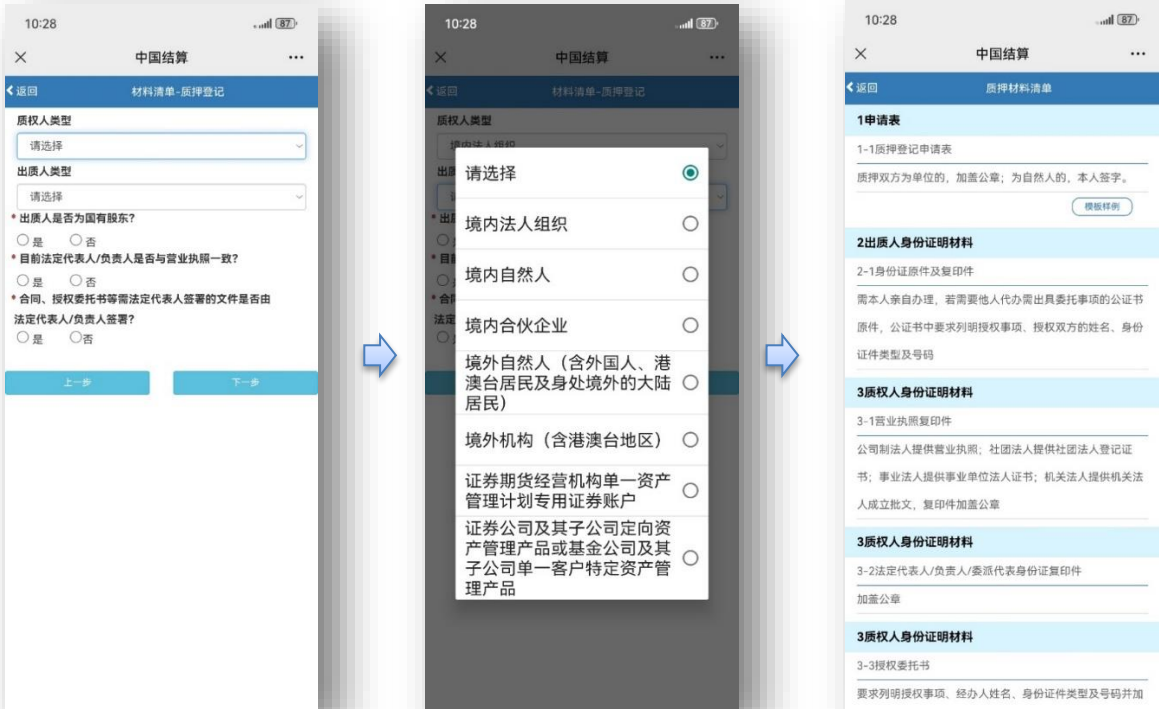 10:28
87
中国结算
返回
材料清单-质押登记
质权人类型
请选择
出质人类型
请选择
* 出质人是否为国有股东?
是 否
* 目前法定代表人/负责人是否与营业执照一致?
是 否
* 合同、授权委托书等需法定代表人签署的文件是否由
法定代表人/负责人签署?
是 否
上一步 下一步
10:28
87
中国结算
返回
材料清单-质押登记
质权人类型
境内法人组织
请选择
境内法人组织
境内自然人
境内合伙企业
境外自然人（含外国人、港
澳台居民及身处境外的大陆
居民）
境外机构（含港澳台地区）
证券期货经营机构单一资产
管理计划专用证券账户
证券公司及其子公司定向资
产管理产品或基金公司及其
子公司单一客户特定资产管
理产品
10:28
87
中国结算
返回
质押材料清单
1申请表
1-1质押登记申请表
质押双方为单位的，加盖公章；为自然人的，本人签字。
模板样例
2出质人身份证明材料
2-1身份证原件及复印件
需本人亲自办理，若需要他人代办需出具委托事项的公证书
原件，公证书中要求列明授权事项、授权双方的姓名、身份
证件类型及号码
3质权人身份证明材料
3-1营业执照复印件
公司制法人提供营业执照；社团法人提供社团法人登记证
书；事业法人提供事业单位法人证书；机关法人提供机关法
人成立批文，复印件加盖公章
3质权人身份证明材料
3-2法定代表人/负责人/委派代表身份证复印件
加盖公章
3质权人身份证明材料
3-3授权委托书
要求列明授权事项、经办人姓名、身份证件类型及号码并加